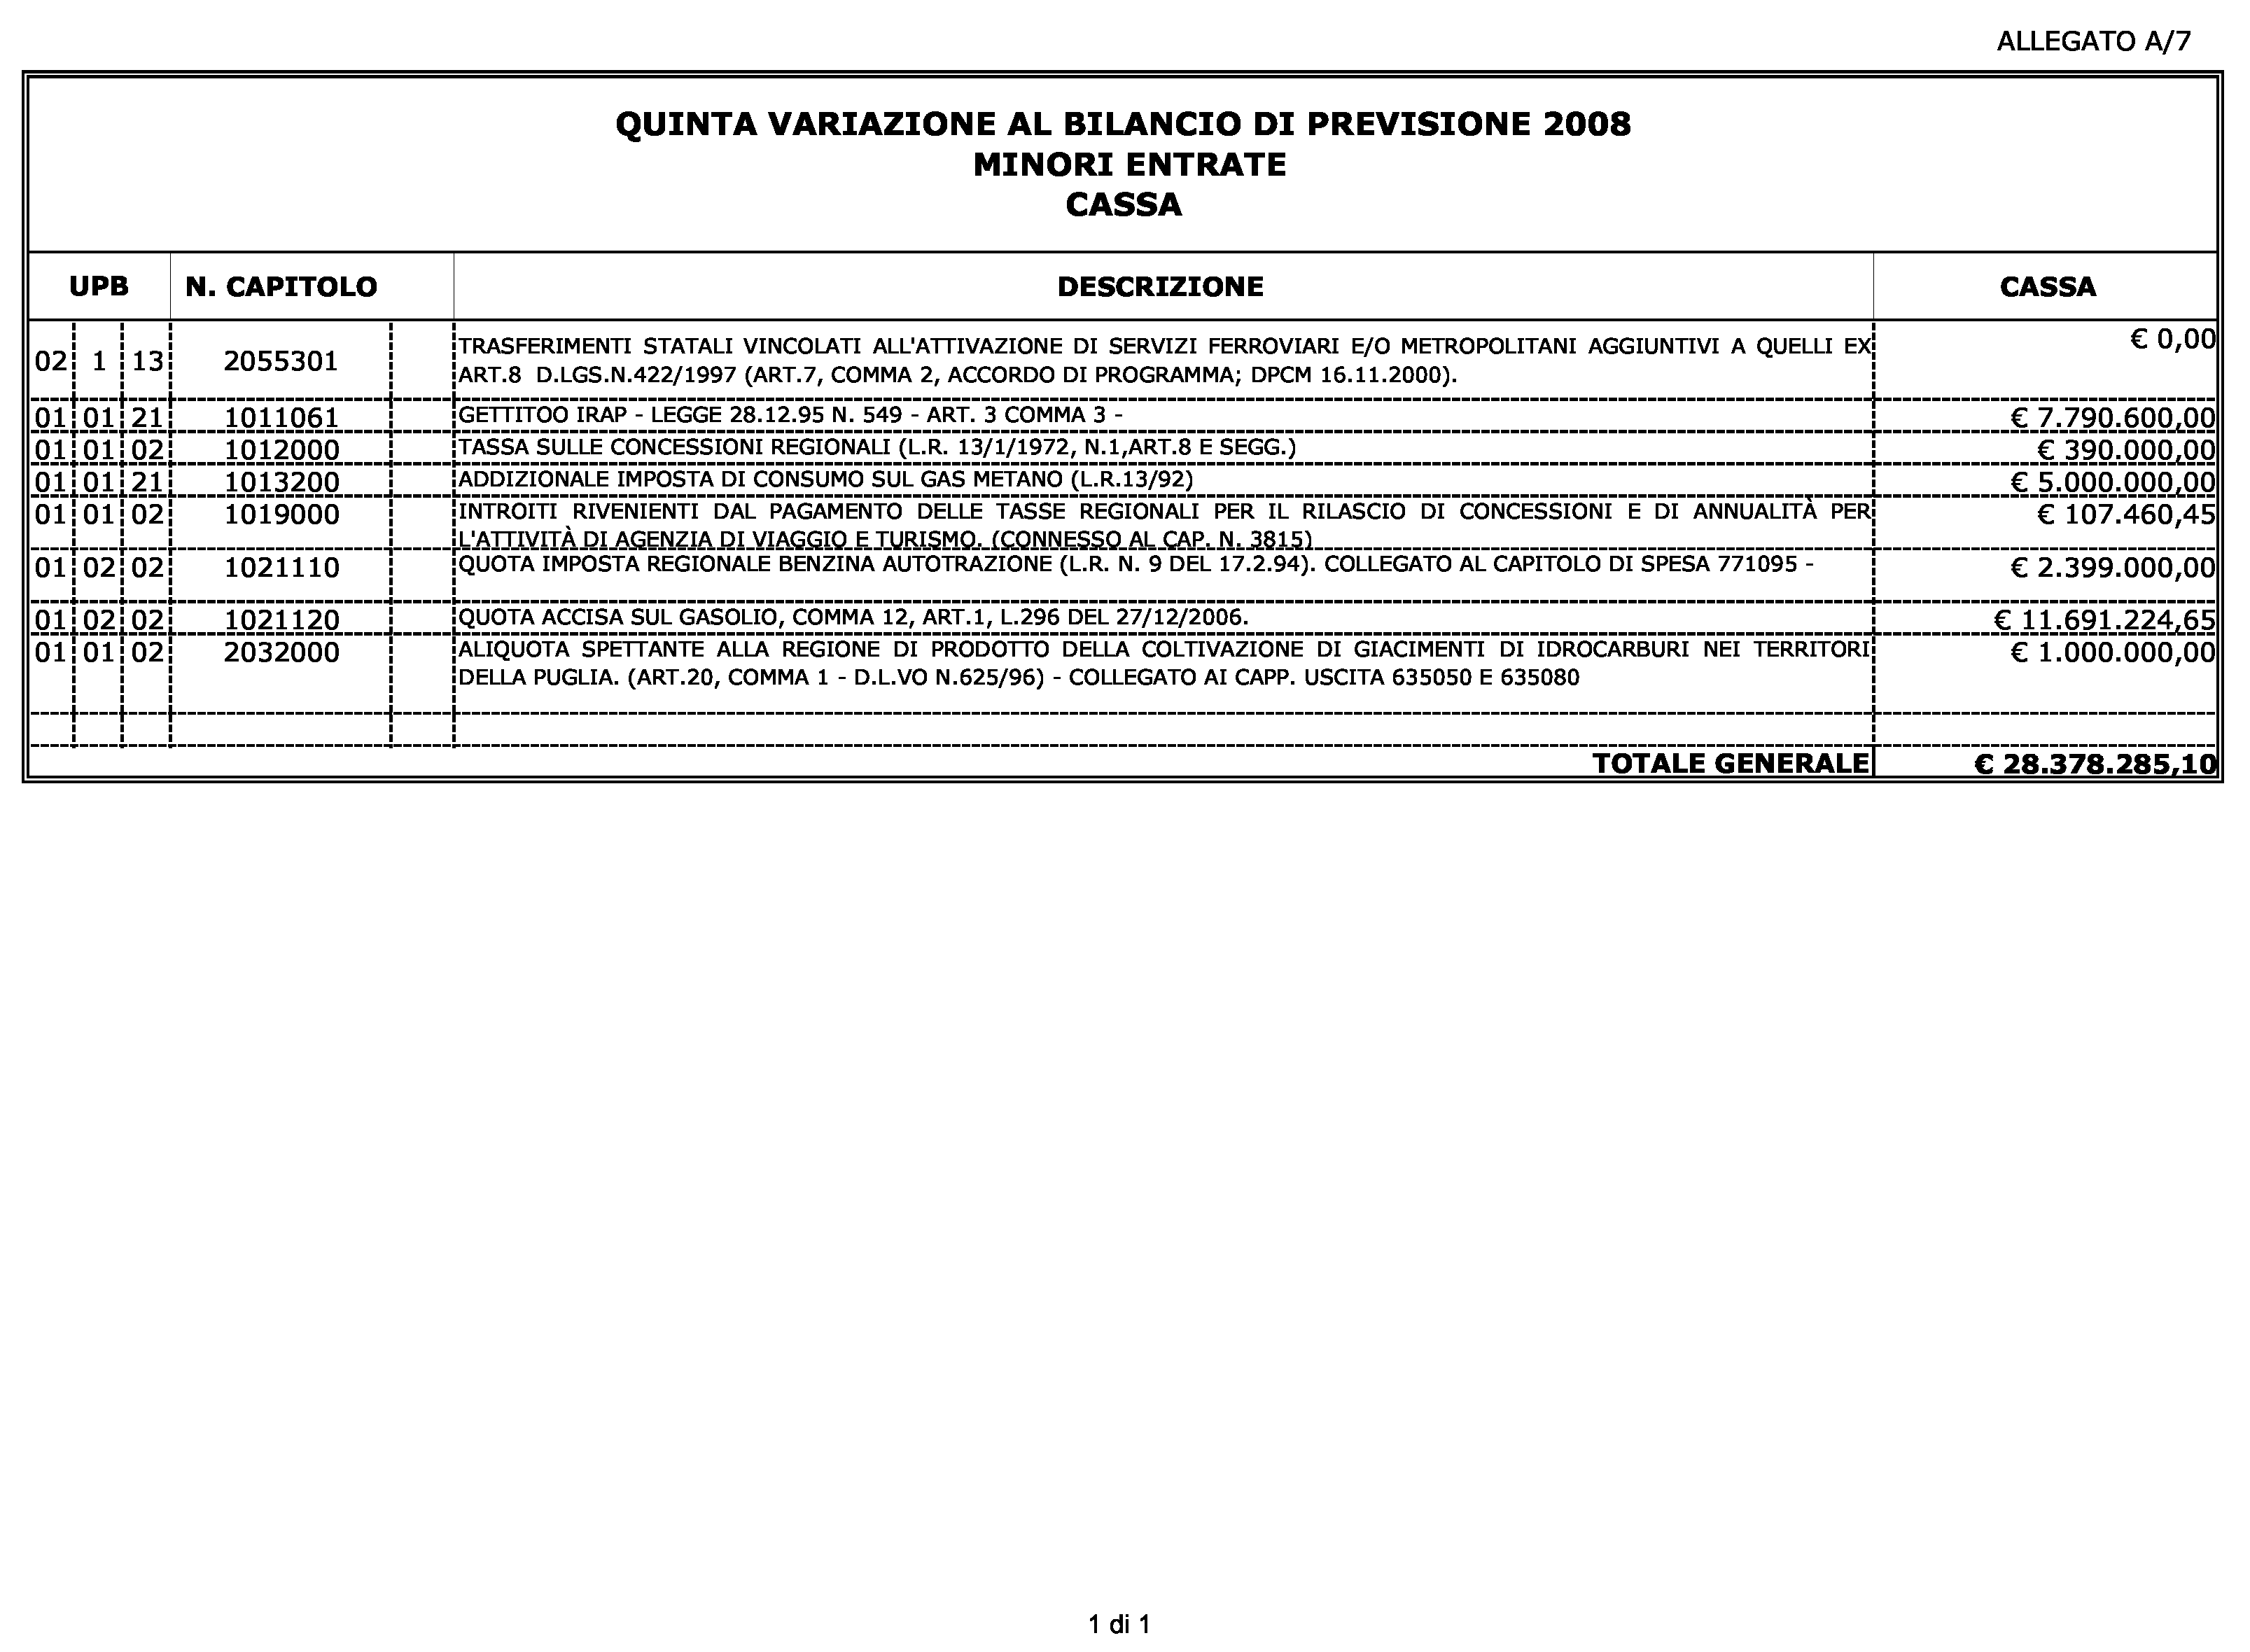 ALLEGATO A/7
QUINTA VARIAZIONE AL BILANCIO DI PREVISIONE 2008
MINORI ENTRATE
CASSA
UPB N. CAPITOLO DESCRIZIONE CASSA
02 1 13 2055301 TRASFERIMENTI STATALI VINCOLATI ALL'ATTIVAZIONE DI SERVIZI FERROVIARI E/O METROPOLITANI AGGIUNTIVI A QUELLI EX € 0,00
ART.8 D.LGS.N.422/1997 (ART.7, COMMA 2, ACCORDO DI PROGRAMMA; DPCM 16.11.2000).
01 01 21 1011061 GETTITOO IRAP - LEGGE 28.12.95 N. 549 - ART. 3 COMMA 3 - € 7.790.600,00
01 01 02 1012000 TASSA SULLE CONCESSIONI REGIONALI (L.R. 13/1/1972, N.1,ART.8 E SEGG.) € 390.000,00
01 01 21 1013200 ADDIZIONALE IMPOSTA DI CONSUMO SUL GAS METANO (L.R.13/92) € 5.000.000,00
01 01 02 1019000 INTROITI RIVENIENTI DAL PAGAMENTO DELLE TASSE REGIONALI PER IL RILASCIO DI CONCESSIONI E DI ANNUALITÀ PER € 107.460,45
L'ATTIVITÀ DI AGENZIA DI VIAGGIO E TURISMO. (CONNESSO AL CAP. N. 3815)
01 02 02 1021110 QUOTA IMPOSTA REGIONALE BENZINA AUTOTRAZIONE (L.R. N. 9 DEL 17.2.94). COLLEGATO AL CAPITOLO DI SPESA 771095 - € 2.399.000,00
01 02 02 1021120 QUOTA ACCISA SUL GASOLIO, COMMA 12, ART.1, L.296 DEL 27/12/2006. € 11.691.224,65
01 01 02 2032000 ALIQUOTA SPETTANTE ALLA REGIONE DI PRODOTTO DELLA COLTIVAZIONE DI GIACIMENTI DI IDROCARBURI NEI TERRITORI € 1.000.000,00
DELLA PUGLIA. (ART.20, COMMA 1 - D.L.VO N.625/96) - COLLEGATO AI CAPP. USCITA 635050 E 635080
TOTALE GENERALE € 28.378.285,10
1 di 1